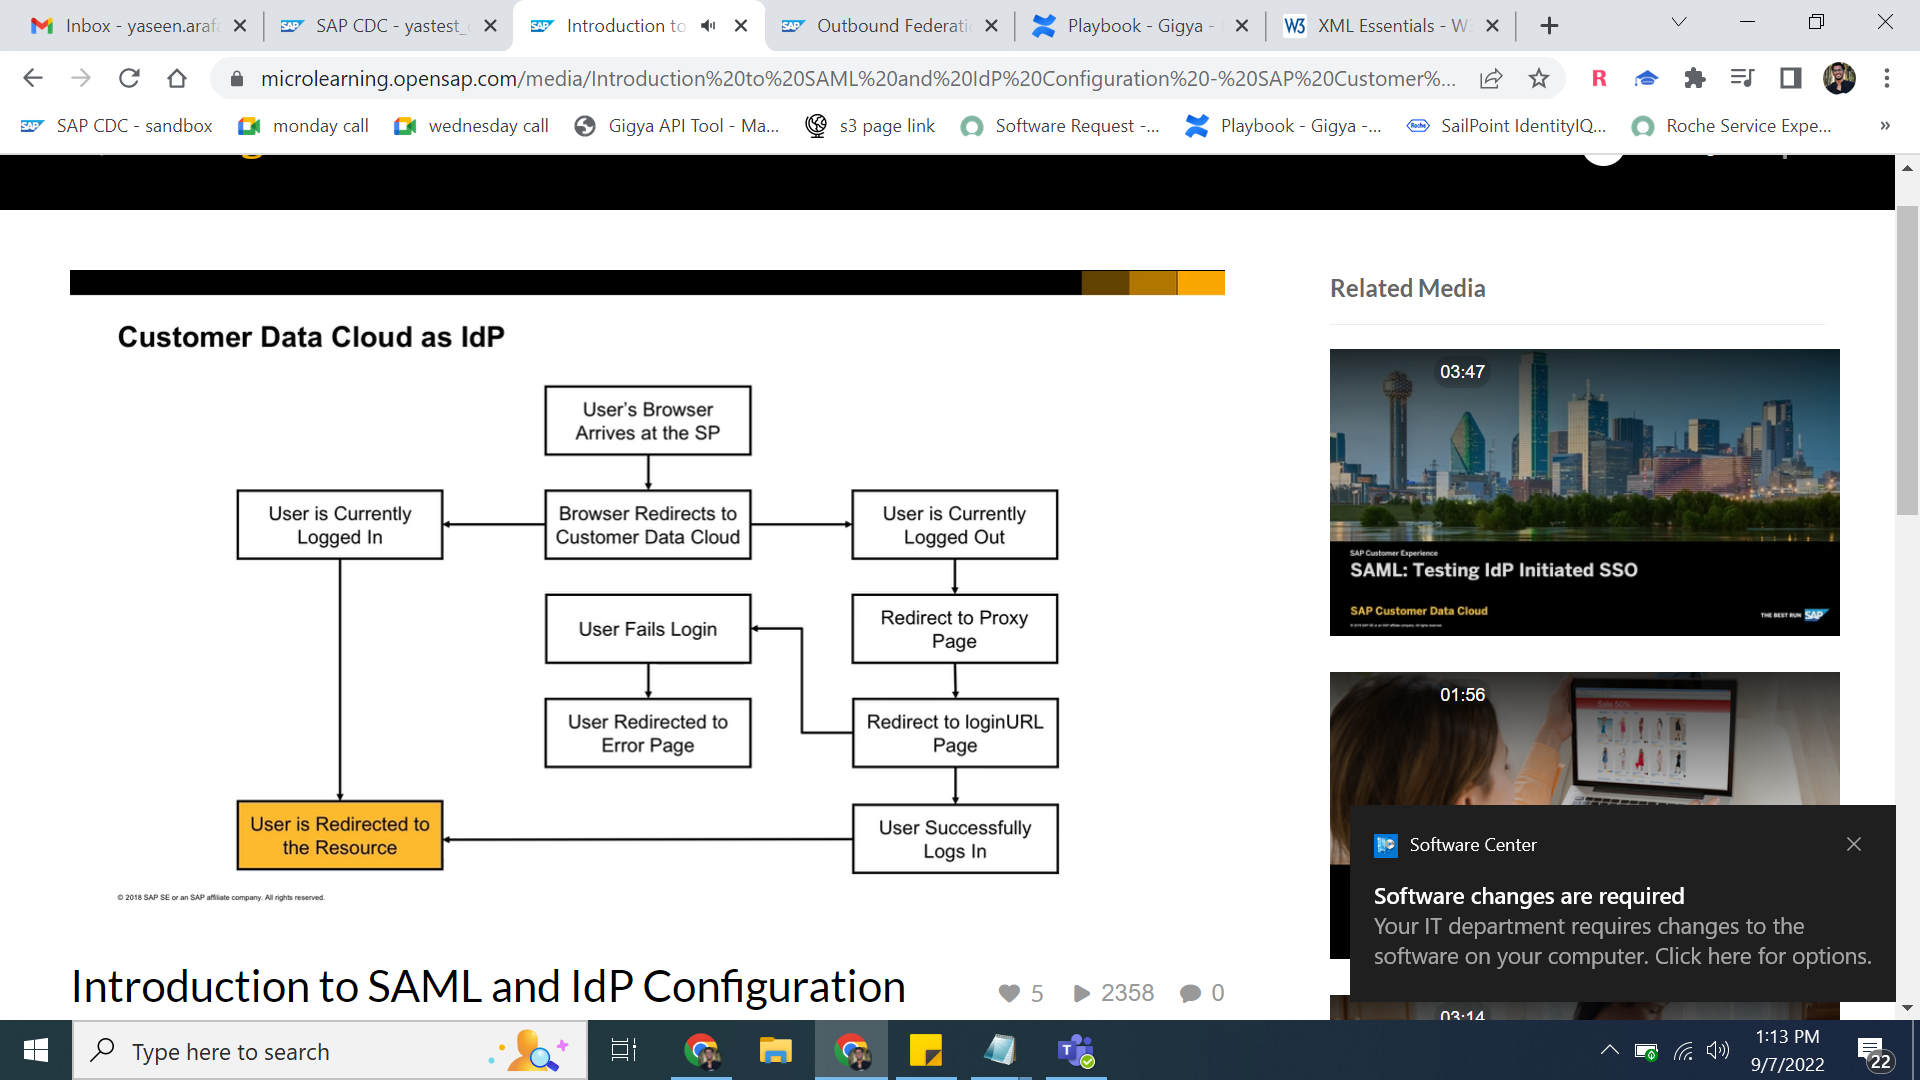 Inbox - yaseen.arafa
SAP CDC - yastest_
Introduction to
Outbound Federati
Playbook - Gigya -
XML Essentials - W
microlearning.opensap.com/media/Introduction%20to%20SAML%20and%20IdP%20Configuration%20-%20SAP%20Customer%...
SAP CDC - sandbox
monday call
wednesday call
Gigya API Tool - Ma...
s3 page link
Software Request -...
Playbook - Gigya -...
SailPoint IdentityIQ...
Roche Service Expe...
»
Customer Data Cloud as IdP
User's Browser
Arrives at the SP
User is Currently
Logged In
Browser Redirects to
Customer Data Cloud
User is Currently
Logged Out
User Fails Login
Redirect to Proxy
Page
User Redirected to
Error Page
Redirect to loginURL
Page
User is Redirected to
the Resource
User Successfully
Logs In
© 2018 SAP SE or an SAP affiliate company. All rights reserved.
Introduction to SAML and IdP Configuration
5
2358
0
Related Media
03:47
SAP Customer Experience
SAML: Testing IdP Initiated SSO
SAP Customer Data Cloud
THE BEST RUN SAP
01:56
Sale 50%
Software Center
Software changes are required
Your IT department requires changes to the
software on your computer. Click here for options.
03:14
Type here to search
1:13 PM
9/7/2022
22